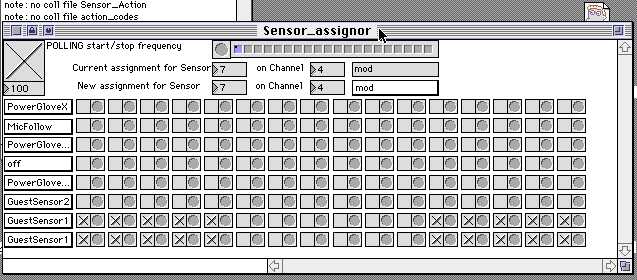 note: no coll file Sensor_Action
note: no coll file action_codes
Sensor_assignor
POLLING start/stop frequency
Current assignment for Sensor 7 on Channel 4 mod
100 New assignment for Sensor 7 on Channel 4 mod
PowerGloveX
MicFollow
PowerGlove...
off
PowerGlove...
GuestSensor2
GuestSensor1
GuestSensor1